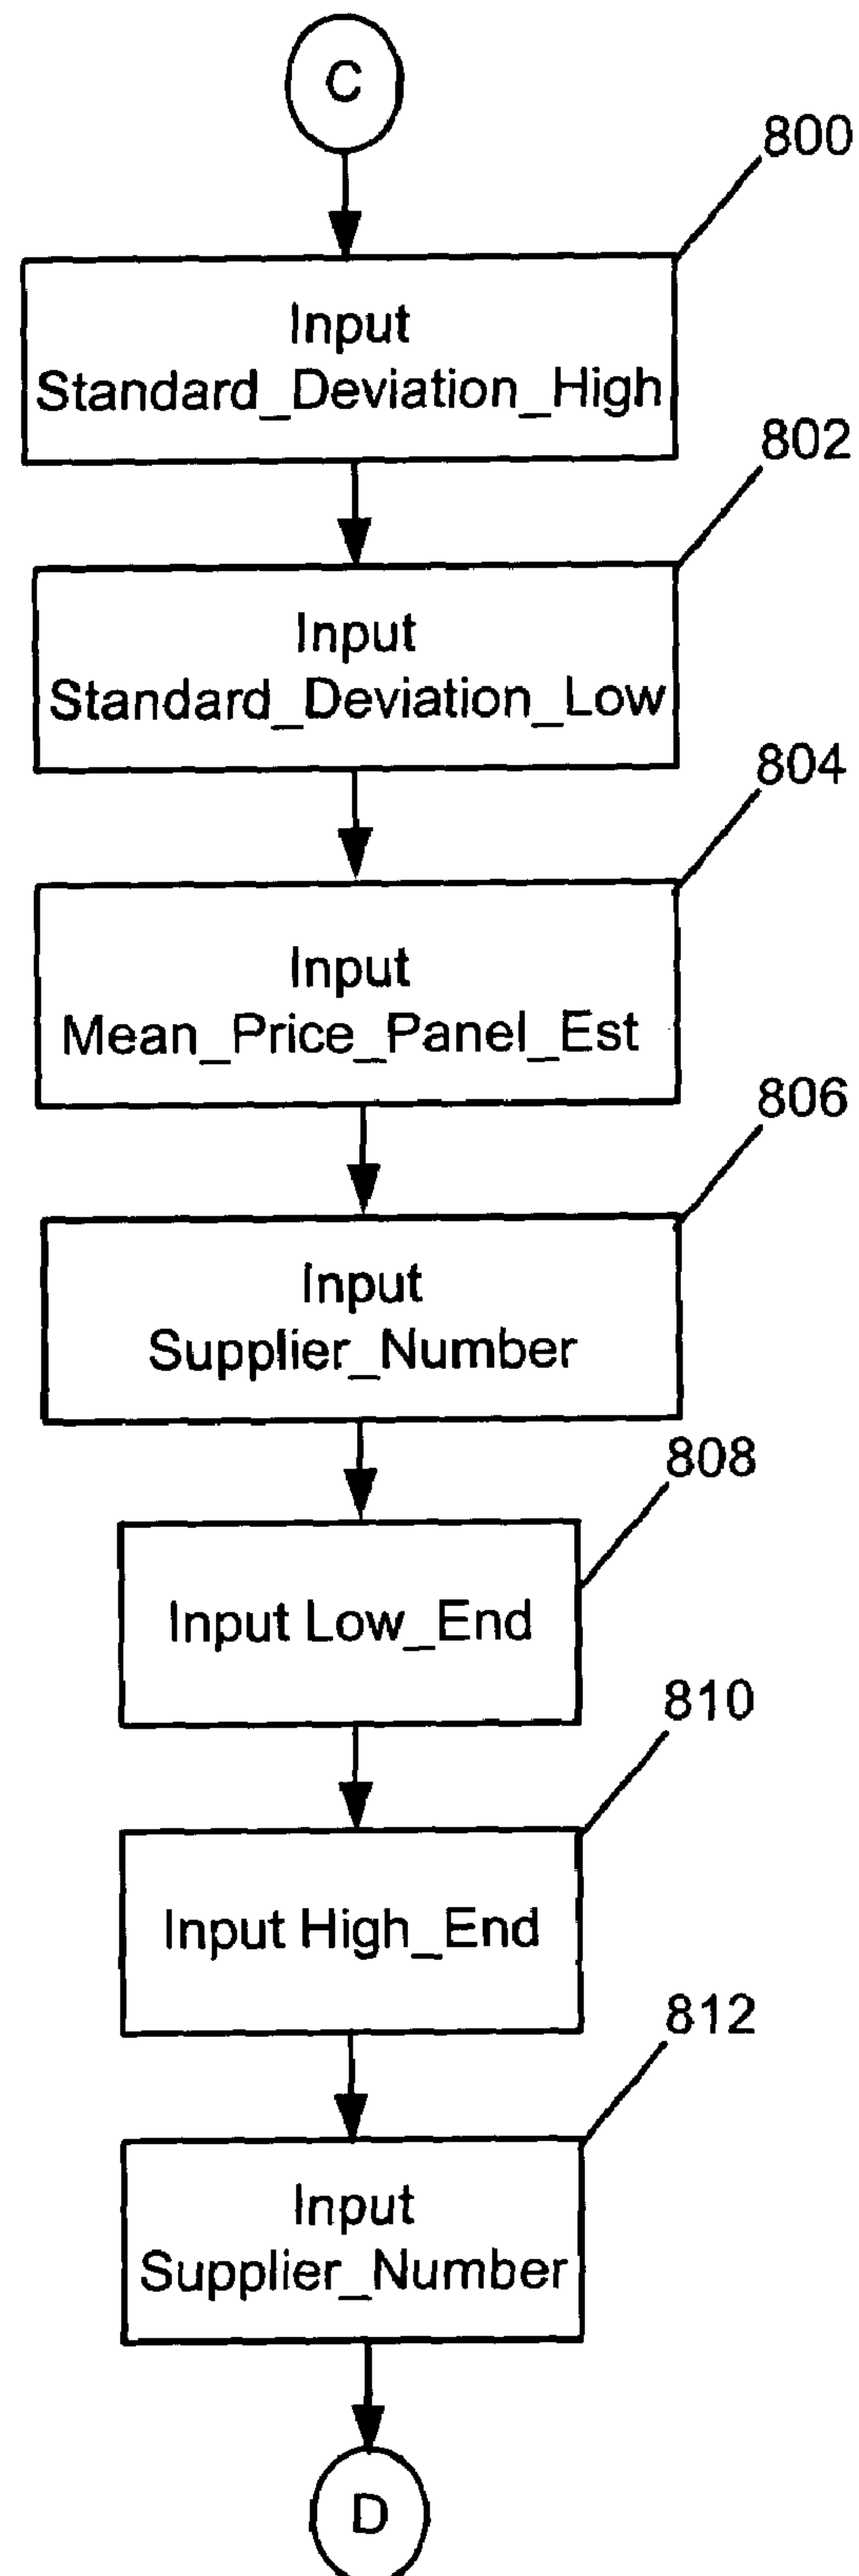 C
800
Input
Standard_Deviation_High
802
Input
Standard_Deviation_Low
804
Input
Mean_Price_Panel_Est
806
Input
Supplier_Number
808
Input Low_End
810
Input High_End
812
Input
Supplier_Number
D